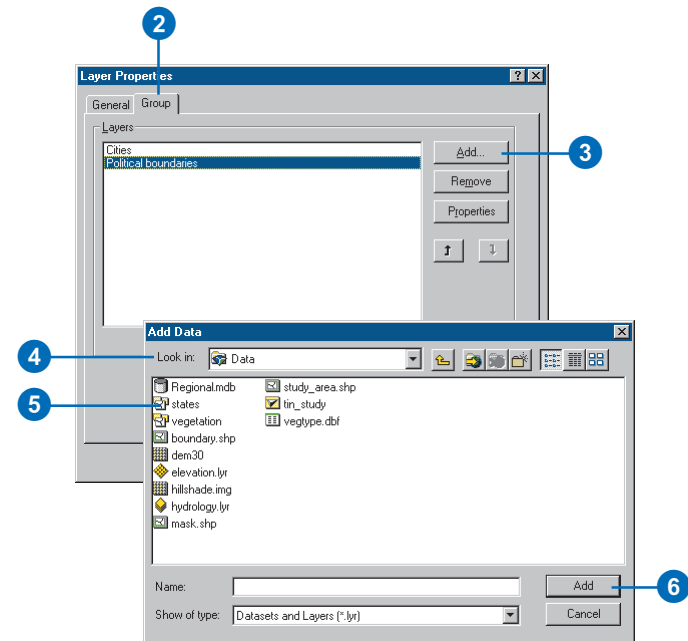 2
Layer Properties
General Group
Layers
Cities
Political boundaries
Add...
3
Remove
Properties
Add Data
4
Look in: Data
5
Regional.mdb
states
vegetation
boundary.shp
dem30
elevation.lyr
hillshade.img
hydrology.lyr
mask.shp
study_area.shp
tin_study
vegtype.dbf
Name:
Add
6
Show of type: Datasets and Layers (*.lyr)
Cancel